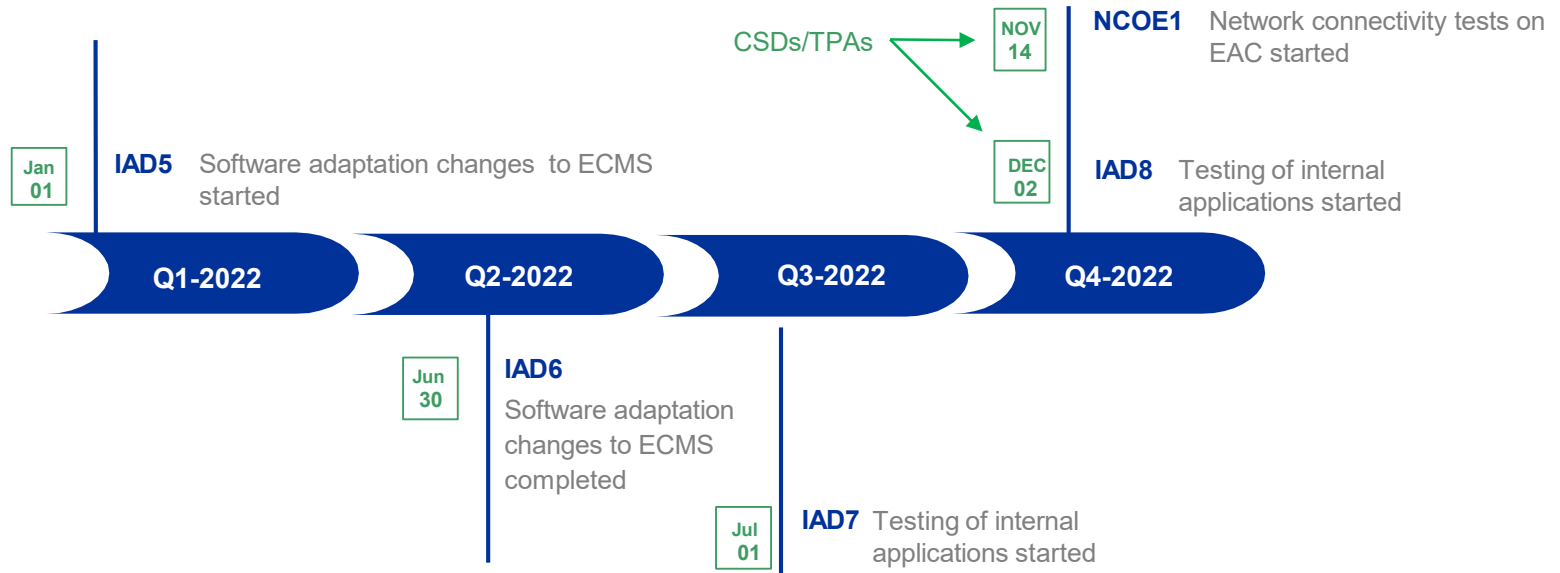 CSDs/TPAs
NOV
14
NCOE1 Network connectivity tests on
EAC started
Jan
01
IAD5 Software adaptation changes to ECMS
started
DEC
02
IAD8 Testing of internal
applications started
Q1-2022
Q2-2022
Q3-2022
Q4-2022
Jun
30
IAD6
Software adaptation
changes to ECMS
completed
Jul
01
IAD7 Testing of internal
applications started